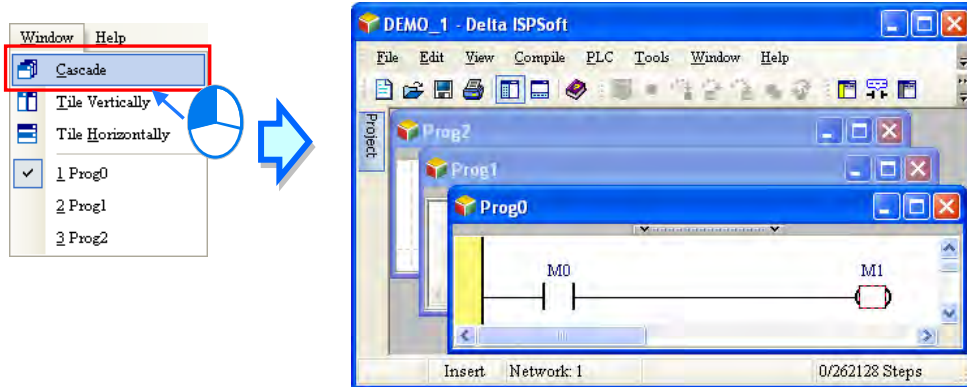 Window Help
Cascade
Tile Vertically
Tile Horizontally
1 Prog0
2 Prog1
3 Prog2
DEMO_1 - Delta ISPSoft
File Edit View Compile PLC Tools Window Help
Project
Prog2
Prog1
Prog0
M0 M1
Insert Network: 1 0/262128 Steps